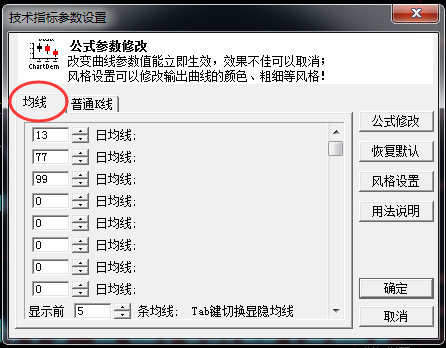 技术指标参数设置
公式参数修改
改变曲线参数值能立即生效，效果不佳可以取消；
风格设置可以修改输出曲线的颜色、粗细等风格！
ChartDem
均线 普通K线
13 日均线：
77 日均线：
99 日均线：
0 日均线：
0 日均线：
0 日均线：
0 日均线：
0 日均线：
显示前 5 条均线： Tab键切换显隐均线
公式修改
恢复默认
风格设置
用法说明
确定
取消